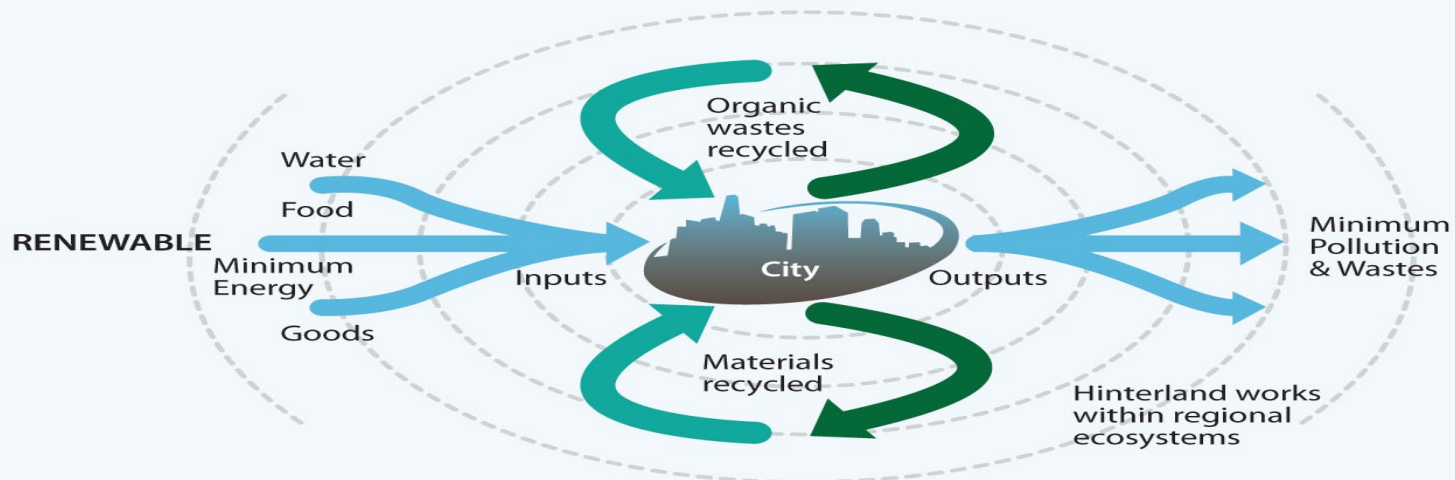 Organic
wastes
recycled
Water
Food
RENEWABLE
Minimum
Energy
Goods
Inputs
City
Outputs
Minimum
Pollution
& Wastes
Materials
recycled
Hinterland works
within regional
ecosystems